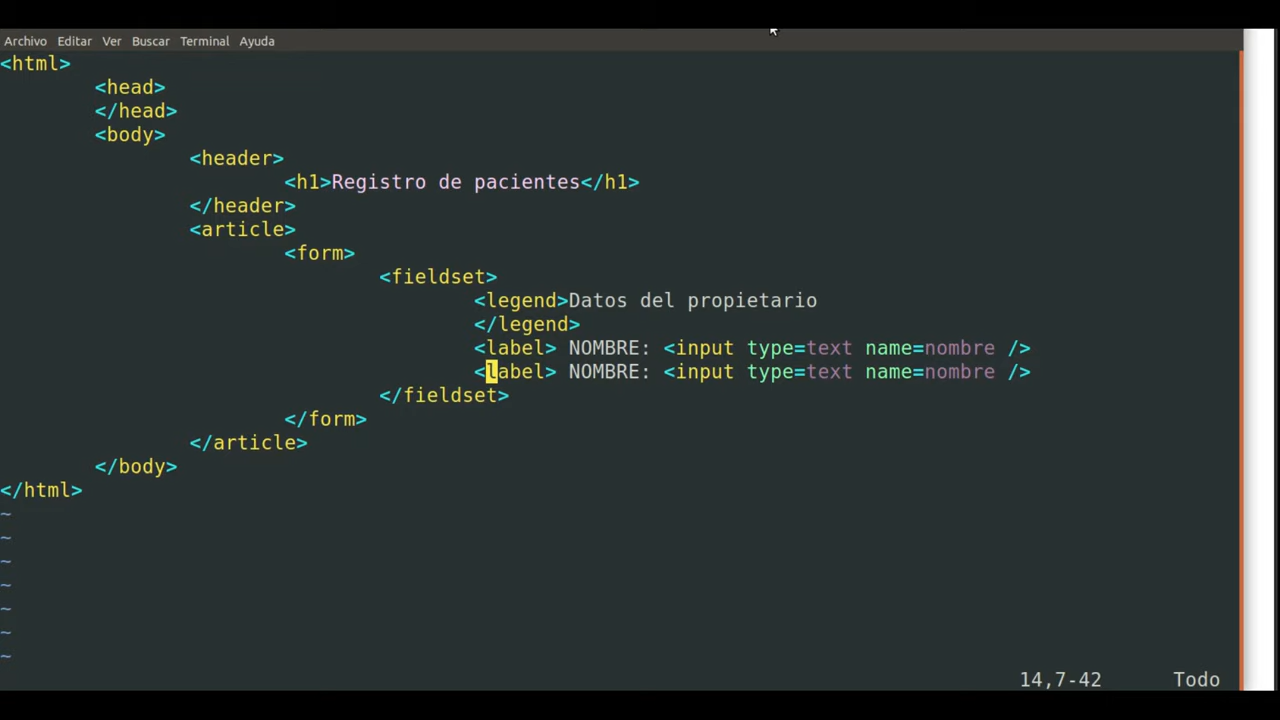 Archivo Editar Ver Buscar Terminal Ayuda
<html>
<head>
</head>
<body>
<header>
<h1>Registro de pacientes</h1>
</header>
<article>
<form>
<fieldset>
<legend>Datos del propietario
</legend>
<label> NOMBRE: <input type=text name=nombre />
<label> NOMBRE: <input type=text name=nombre />
</fieldset>
</form>
</article>
</body>
</html>
~
~
~
~
~
~
~
14,7-42 Todo